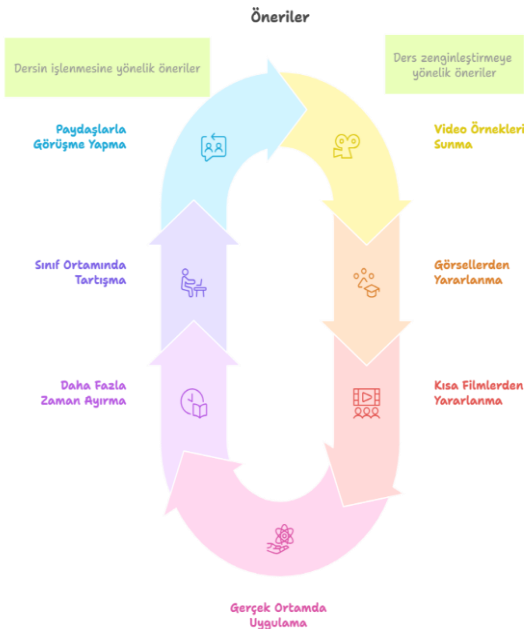 Öneriler
Dersin işlenmesine yönelik öneriler
Ders zenginleştirmeye
yönelik öneriler
Paydaşlarla
Görüşme Yapma
Video Örnekleri
Sunma
Sınıf Ortamında
Tartışma
Görsellerden
Yararlanma
Daha Fazla
Zaman Ayırma
Kısa Filmlerden
Yararlanma
Gerçek Ortamda
Uygulama